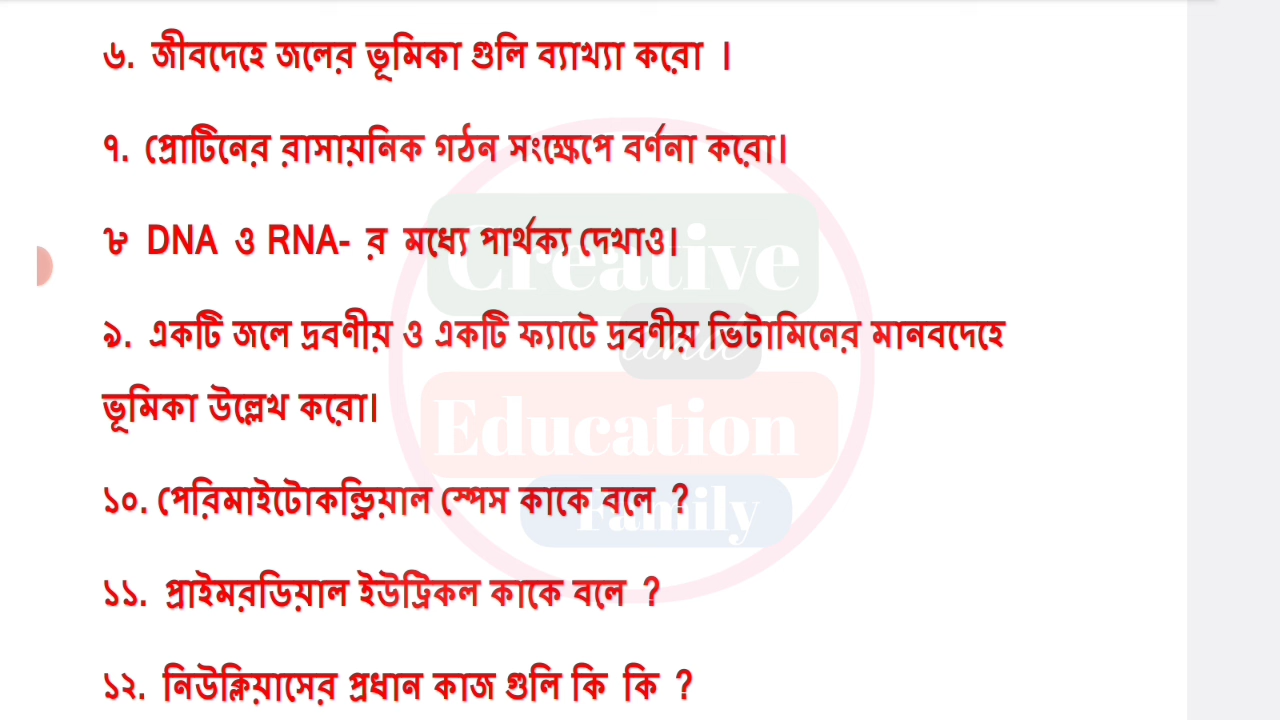 ৬. জীবদেহে জলের ভূমিকা গুলি ব্যাখ্যা করো ।
৭. প্রোটিনের রাসায়নিক গঠন সংক্ষেপে বর্ণনা করো।
৮ DNA ও RNA- র মধ্যে পার্থক্য দেখাও।
Creative
৯. একটি জলে দ্রবণীয় ও একটি ফ্যাটে দ্রবণীয় ভিটামিনের মানবদেহে
and
ভূমিকা উল্লেখ করো।
Education
১০. পেরিমাইটোকন্ড্রিয়াল স্পেস কাকে বলে ?
Family
১১. প্রাইমরডিয়াল ইউট্রিকল কাকে বলে ?
১২. নিউক্লিয়াসের প্রধান কাজ গুলি কি কি ?